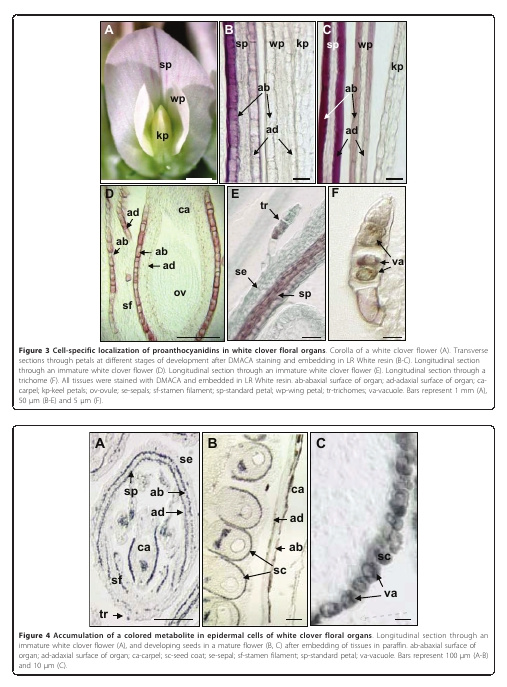 A
sp
wp
kp
B
sp
wp
kp
ab
ad
C
sp
wp
kp
ab
ad
D
ad
ab
ca
ab
ad
sf
ov
E
tr
se
sp
F
va
Figure 3 Cell-specific localization of proanthocyanidins in white clover floral organs. Corolla of a white clover flower (A). Transverse
sections through petals at different stages of development after DMACA staining and embedding in LR White resin (B-C). Longitudinal section
through an immature white clover flower (D). Longitudinal section through an immature white clover flower (E). Longitudinal section through a
trichome (F). All tissues were stained with DMACA and embedded in LR White resin. ab-abaxial surface of organ; ad-adaxial surface of organ; ca-
carpel; kp-keel petals; ov-ovule; se-sepals; sf-stamen filament; sp-standard petal; wp-wing petal; tr-trichomes; va-vacuole. Bars represent 1 mm (A),
50 μm (B-E) and 5 μm (F).
A
se
sp
ab
ad
ca
sf
tr
B
ca
ad
ab
sc
C
sc
va
Figure 4 Accumulation of a colored metabolite in epidermal cells of white clover floral organs. Longitudinal section through an
immature white clover flower (A), and developing seeds in a mature flower (B, C) after embedding of tissues in paraffin. ab-abaxial surface of
organ; ad-adaxial surface of organ; ca-carpel; sc-seed coat; se-sepal; sf-stamen filament; sp-standard petal; va-vacuole. Bars represent 100 μm (A-B)
and 10 μm (C).